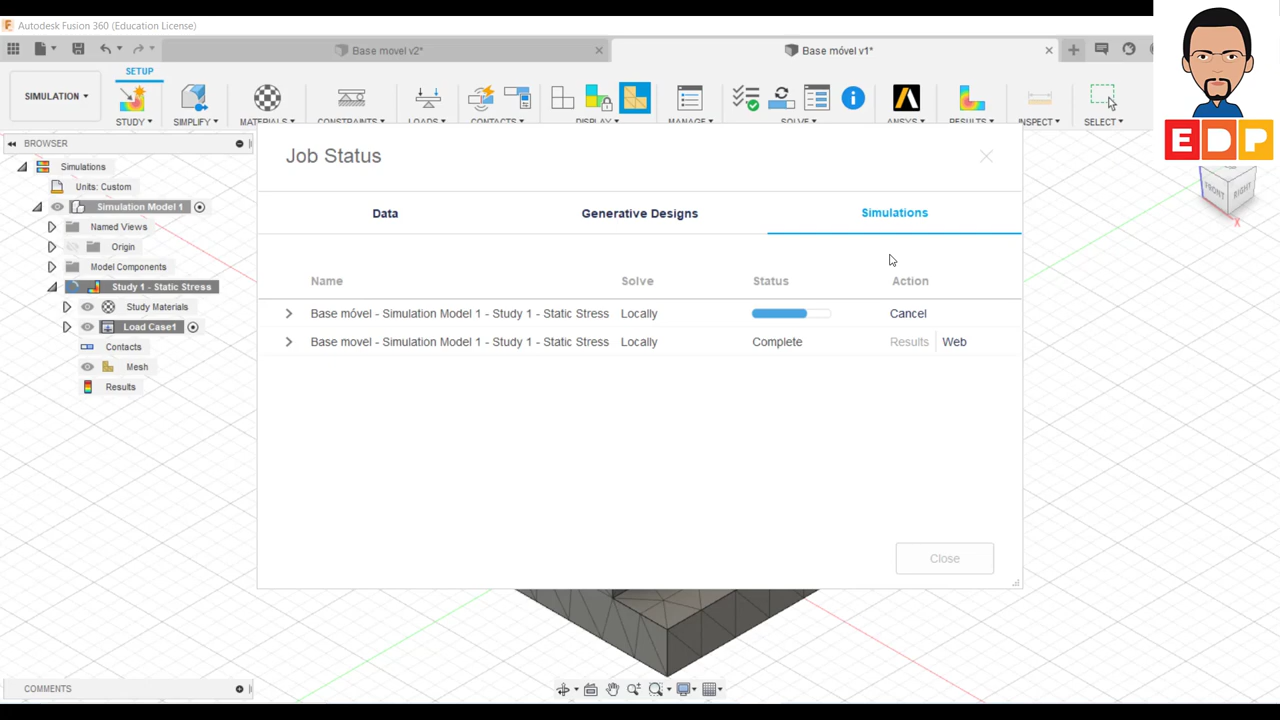 Autodesk Fusion 360 (Education License)
Base movel v2*
Base móvel v1*
SETUP
SIMULATION
STUDY
SIMPLIFY
MATERIALS
CONSTRAINTS
LOADS
CONTACTS
DISPLAY
MANAGE
SOLVE
ANSYS
RESULTS
INSPECT
SELECT
EDP
BROWSER
Simulations
Units: Custom
Simulation Model 1
Named Views
Origin
Model Components
Study 1 - Static Stress
Study Materials
Load Case1
Contacts
Mesh
Results
Job Status
Data Generative Designs Simulations
Name Solve Status Action
Base móvel - Simulation Model 1 - Study 1 - Static Stress Locally Cancel
Base movel - Simulation Model 1 - Study 1 - Static Stress Locally Complete Results Web
Close
FRONT
RIGHT
X
COMMENTS